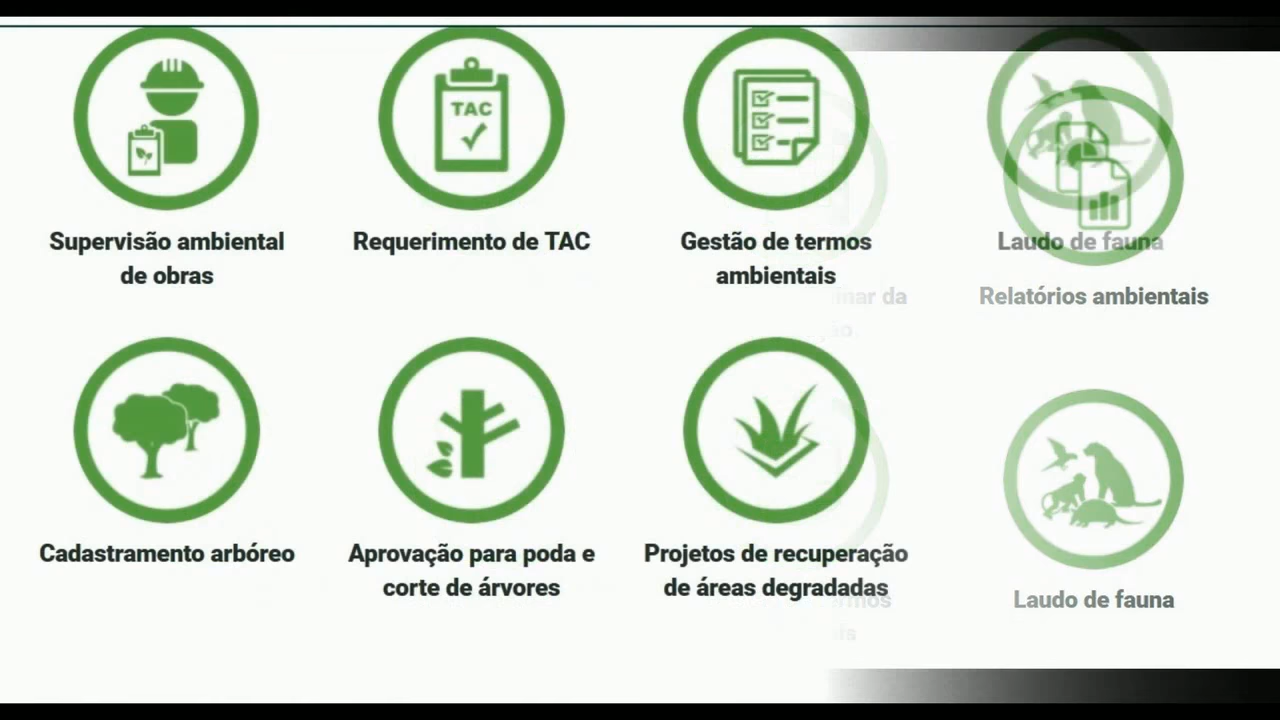 TAC
Supervisão ambiental
de obras
Requerimento de TAC
Gestão de termos
ambientais
Laudo de fauna
Relatórios ambientais
Cadastramento arbóreo
Aprovação para poda e
corte de árvores
Projetos de recuperação
de áreas degradadas
Laudo de fauna